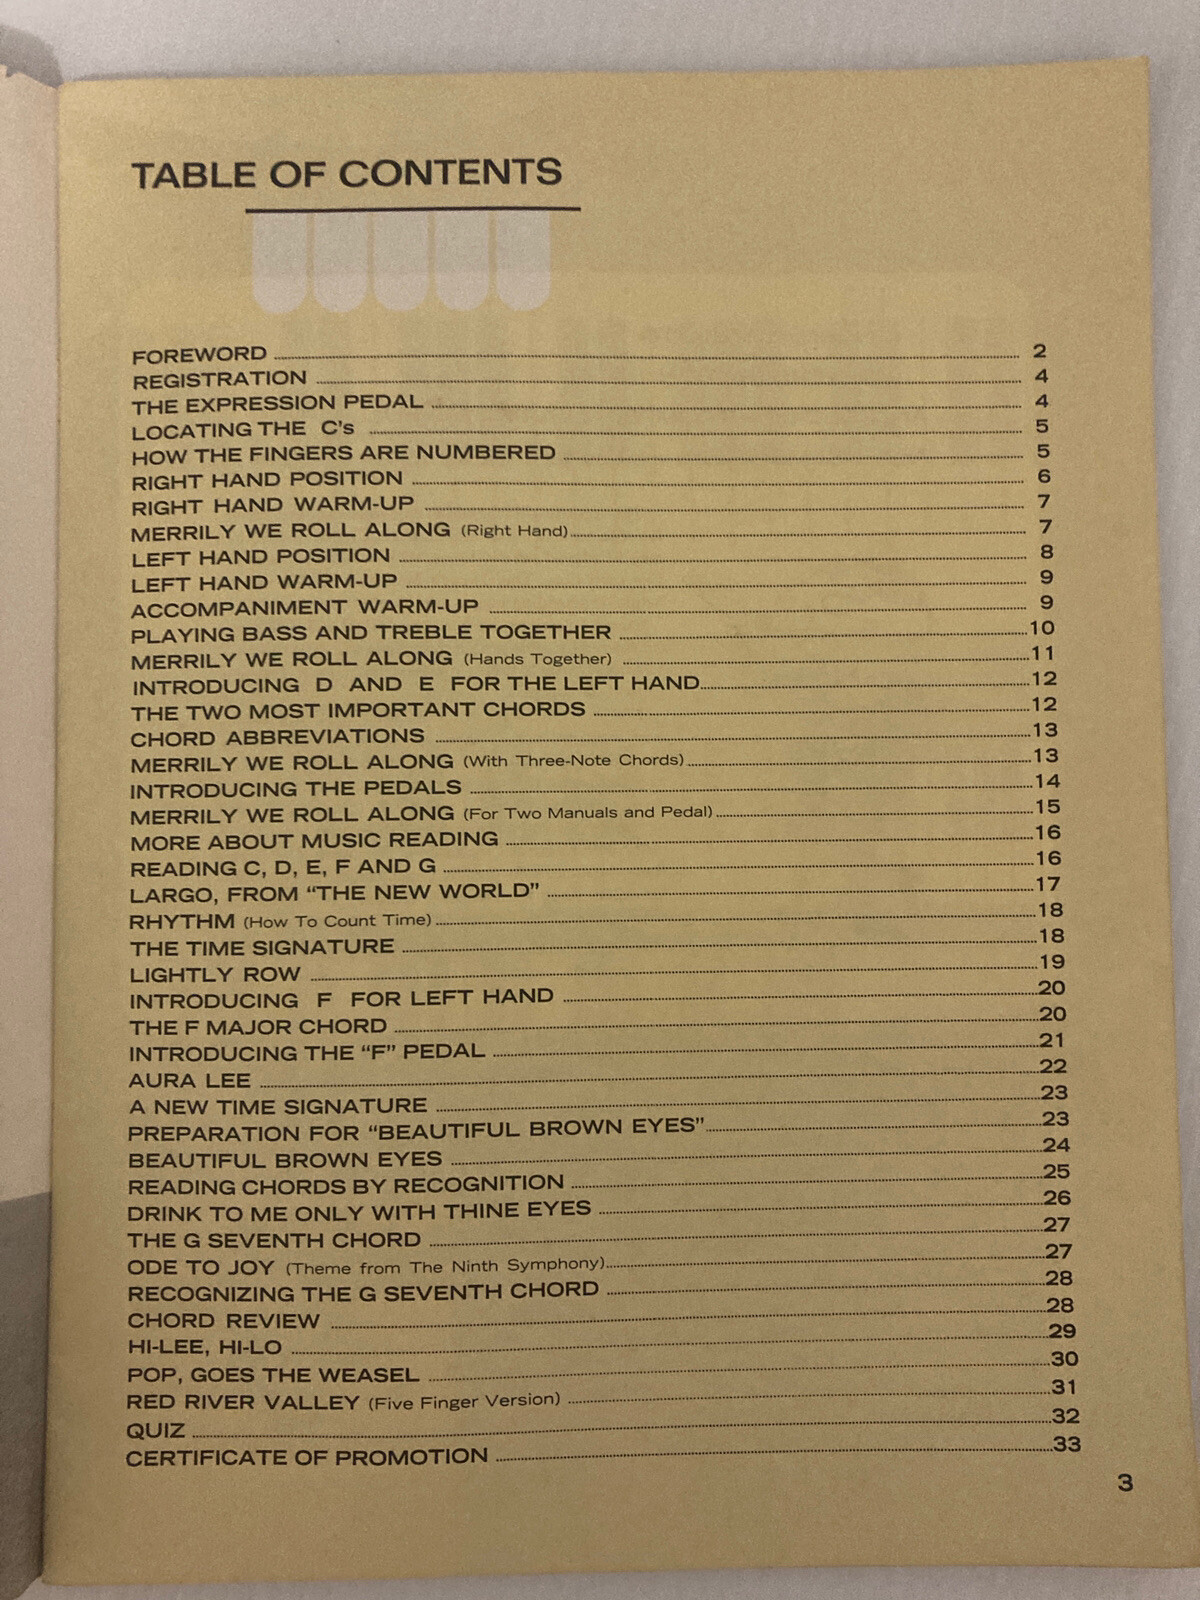 TABLE OF CONTENTS
FOREWORD 2
REGISTRATION 4
THE EXPRESSION PEDAL 4
LOCATING THE C's 5
HOW THE FINGERS ARE NUMBERED 5
RIGHT HAND POSITION 6
RIGHT HAND WARM-UP 7
MERRILY WE ROLL ALONG (Right Hand) 7
LEFT HAND POSITION 8
LEFT HAND WARM-UP 9
ACCOMPANIMENT WARM-UP 9
PLAYING BASS AND TREBLE TOGETHER 10
MERRILY WE ROLL ALONG (Hands Together) 11
INTRODUCING D AND E FOR THE LEFT HAND 12
THE TWO MOST IMPORTANT CHORDS 12
CHORD ABBREVIATIONS 13
MERRILY WE ROLL ALONG (With Three-Note Chords) 13
INTRODUCING THE PEDALS 14
MERRILY WE ROLL ALONG (For Two Manuals and Pedal) 15
MORE ABOUT MUSIC READING 16
READING C, D, E, F AND G 16
LARGO, FROM “THE NEW WORLD” 17
RHYTHM (How To Count Time) 18
THE TIME SIGNATURE 18
LIGHTLY ROW 19
INTRODUCING F FOR LEFT HAND 20
THE F MAJOR CHORD 20
INTRODUCING THE “F” PEDAL 21
AURA LEE 22
A NEW TIME SIGNATURE 23
PREPARATION FOR “BEAUTIFUL BROWN EYES” 23
BEAUTIFUL BROWN EYES 24
READING CHORDS BY RECOGNITION 25
DRINK TO ME ONLY WITH THINE EYES 26
THE G SEVENTH CHORD 27
ODE TO JOY (Theme from The Ninth Symphony) 27
RECOGNIZING THE G SEVENTH CHORD 28
CHORD REVIEW 28
HI-LEE, HI-LO 29
POP, GOES THE WEASEL 30
RED RIVER VALLEY (Five Finger Version) 31
QUIZ 32
CERTIFICATE OF PROMOTION 33
3